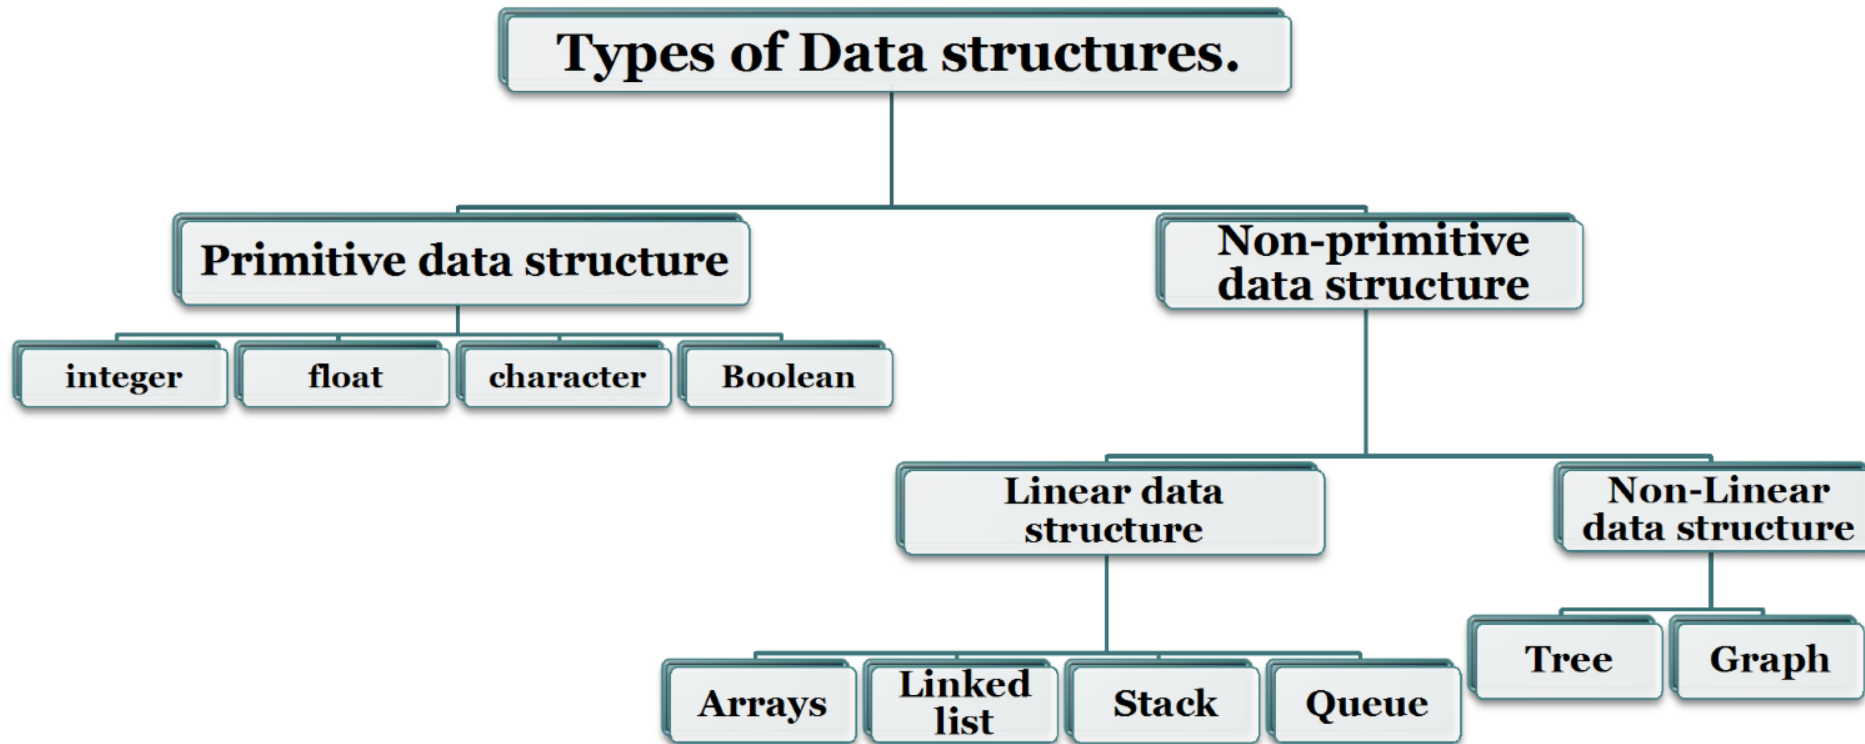 Types of Data structures.
Primitive data structure
Non-primitive
data structure
integer
float
character
Boolean
Linear data
structure
Non-Linear
data structure
Arrays
Linked
list
Stack
Queue
Tree
Graph